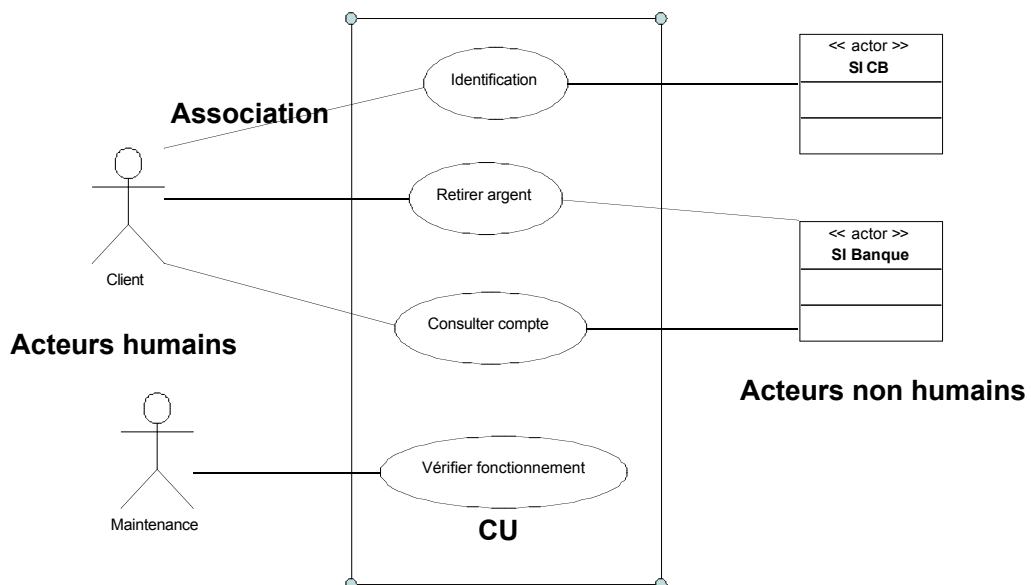 << actor >>
SI CB
Identification
Association
Retirer argent
<< actor >>
SI Banque
Client
Consulter compte
Acteurs humains
Acteurs non humains
Vérifier fonctionnement
Maintenance
CU